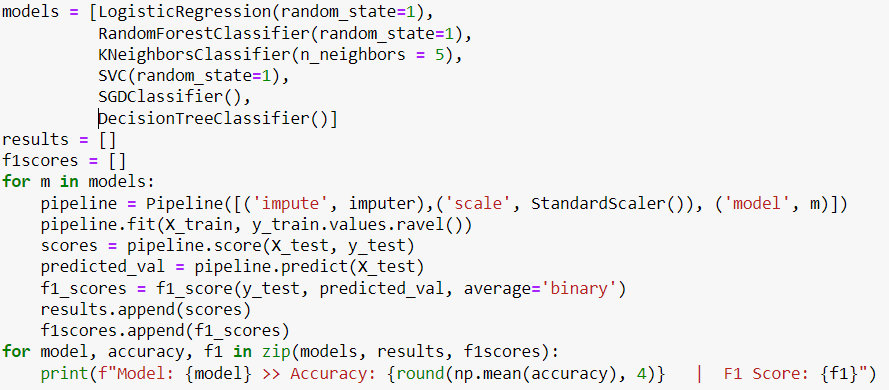 models = [LogisticRegression(random_state=1),
          RandomForestClassifier(random_state=1),
          KNeighborsClassifier(n_neighbors = 5),
          SVC(random_state=1),
          SGDClassifier(),
          DecisionTreeClassifier()]
results = []
f1scores = []
for m in models:
    pipeline = Pipeline([('impute', imputer),('scale', StandardScaler()), ('model', m)])
    pipeline.fit(X_train, y_train.values.ravel())
    scores = pipeline.score(X_test, y_test)
    predicted_val = pipeline.predict(X_test)
    f1_scores = f1_score(y_test, predicted_val, average='binary')
    results.append(scores)
    f1scores.append(f1_scores)
for model, accuracy, f1 in zip(models, results, f1scores):
    print(f"Model: {model} >> Accuracy: {round(np.mean(accuracy), 4)}   |  F1 Score: {f1}")